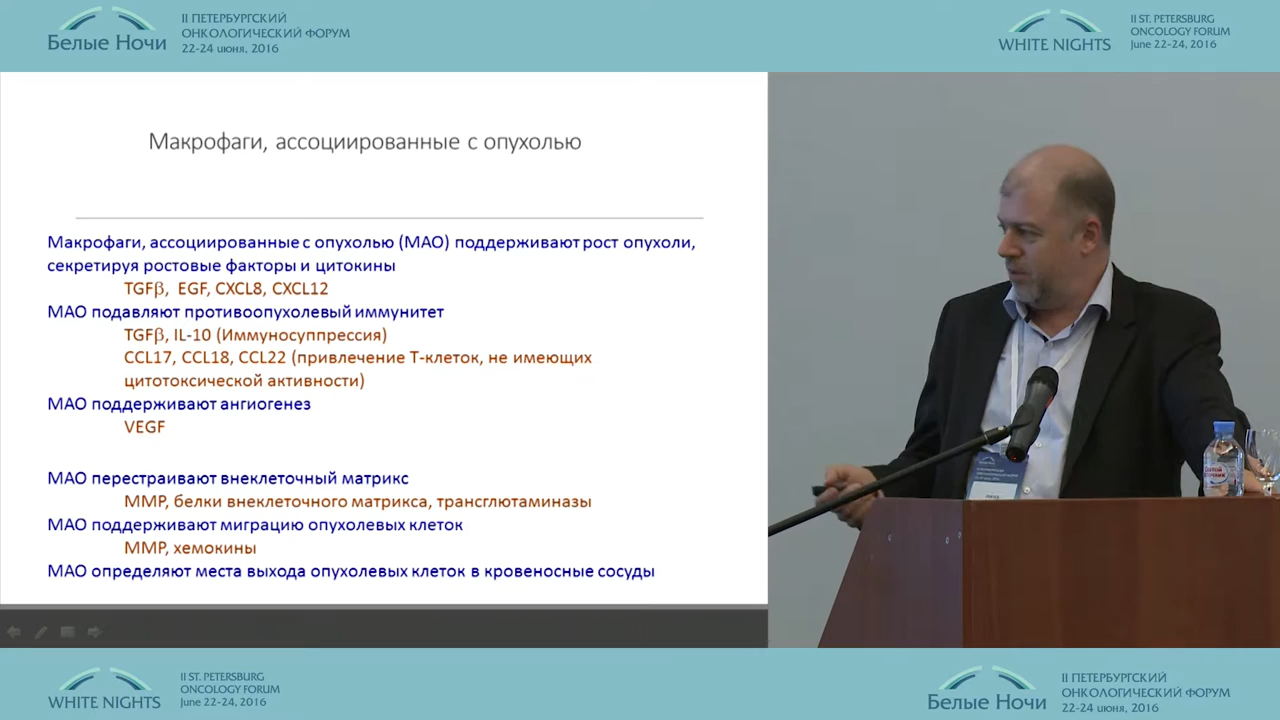 II ПЕТЕРБУРГСКИЙ
ОНКОЛОГИЧЕСКИЙ ФОРУМ
Белые Ночи
22-24 июня, 2016
II ST. PETERSBURG
ONCOLOGY FORUM
WHITE NIGHTS
June 22-24, 2016
Макрофаги, ассоциированные с опухолью
Макрофаги, ассоциированные с опухолью (МАО) поддерживают рост опухоли,
секретируя ростовые факторы и цитокины
TGFβ, EGF, CXCL8, CXCL12
МАО подавляют противоопухолевый иммунитет
TGFβ, IL-10 (Иммуносуппрессия)
CCL17, CCL18, CCL22 (привлечение Т-клеток, не имеющих
цитотоксической активности)
МАО поддерживают ангиогенез
VEGF
МАО перестраивают внеклеточный матрикс
ММР, белки внеклеточного матрикса, трансглютаминазы
МАО поддерживают миграцию опухолевых клеток
ММР, хемокины
МАО определяют места выхода опухолевых клеток в кровеносные сосуды
II ST. PETERSBURG
ONCOLOGY FORUM
WHITE NIGHTS
June 22-24, 2016
II ПЕТЕРБУРГСКИЙ
ОНКОЛОГИЧЕСКИЙ ФОРУМ
Белые Ночи
22-24 июня, 2016